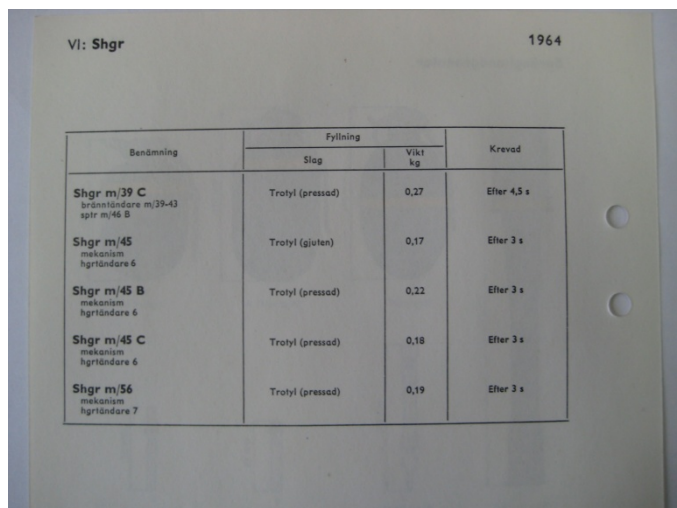 VI: Shgr 1964
Fyllning
Benämning Slag Vikt kg Krevad
Shgr m/39 C Trotyl (pressad) 0,27 Efter 4,5 s
bränntändare m/39-43
sptr m/46 B
Shgr m/45 Trotyl (gjuten) 0,17 Efter 3 s
mekanism
hgrtändare 6
Shgr m/45 B Trotyl (pressad) 0,22 Efter 3 s
mekanism
hgrtändare 6
Shgr m/45 C Trotyl (pressad) 0,18 Efter 3 s
mekanism
hgrtändare 6
Shgr m/56 Trotyl (pressad) 0,19 Efter 3 s
mekanism
hgrtändare 7